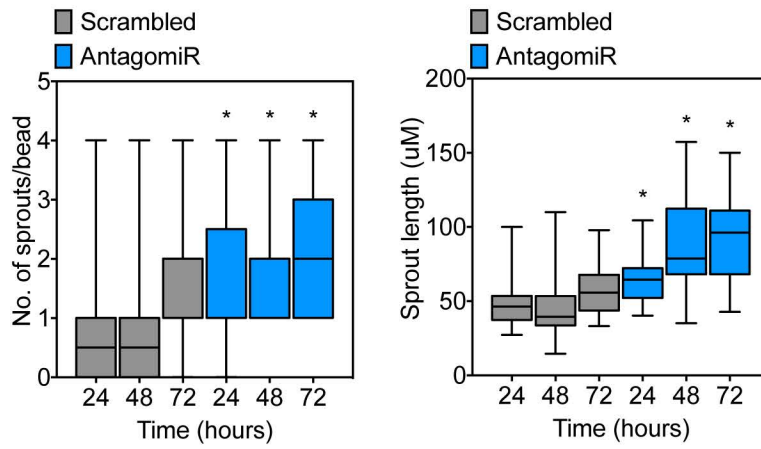 Scrambled
AntagomiR
No. of sprouts/bead
5
4
3
2
1
0
* * *
24 48 72 24 48 72
Time (hours)
Scrambled
AntagomiR
Sprout length (uM)
200
150
100
50
0
* * *
24 48 72 24 48 72
Time (hours)